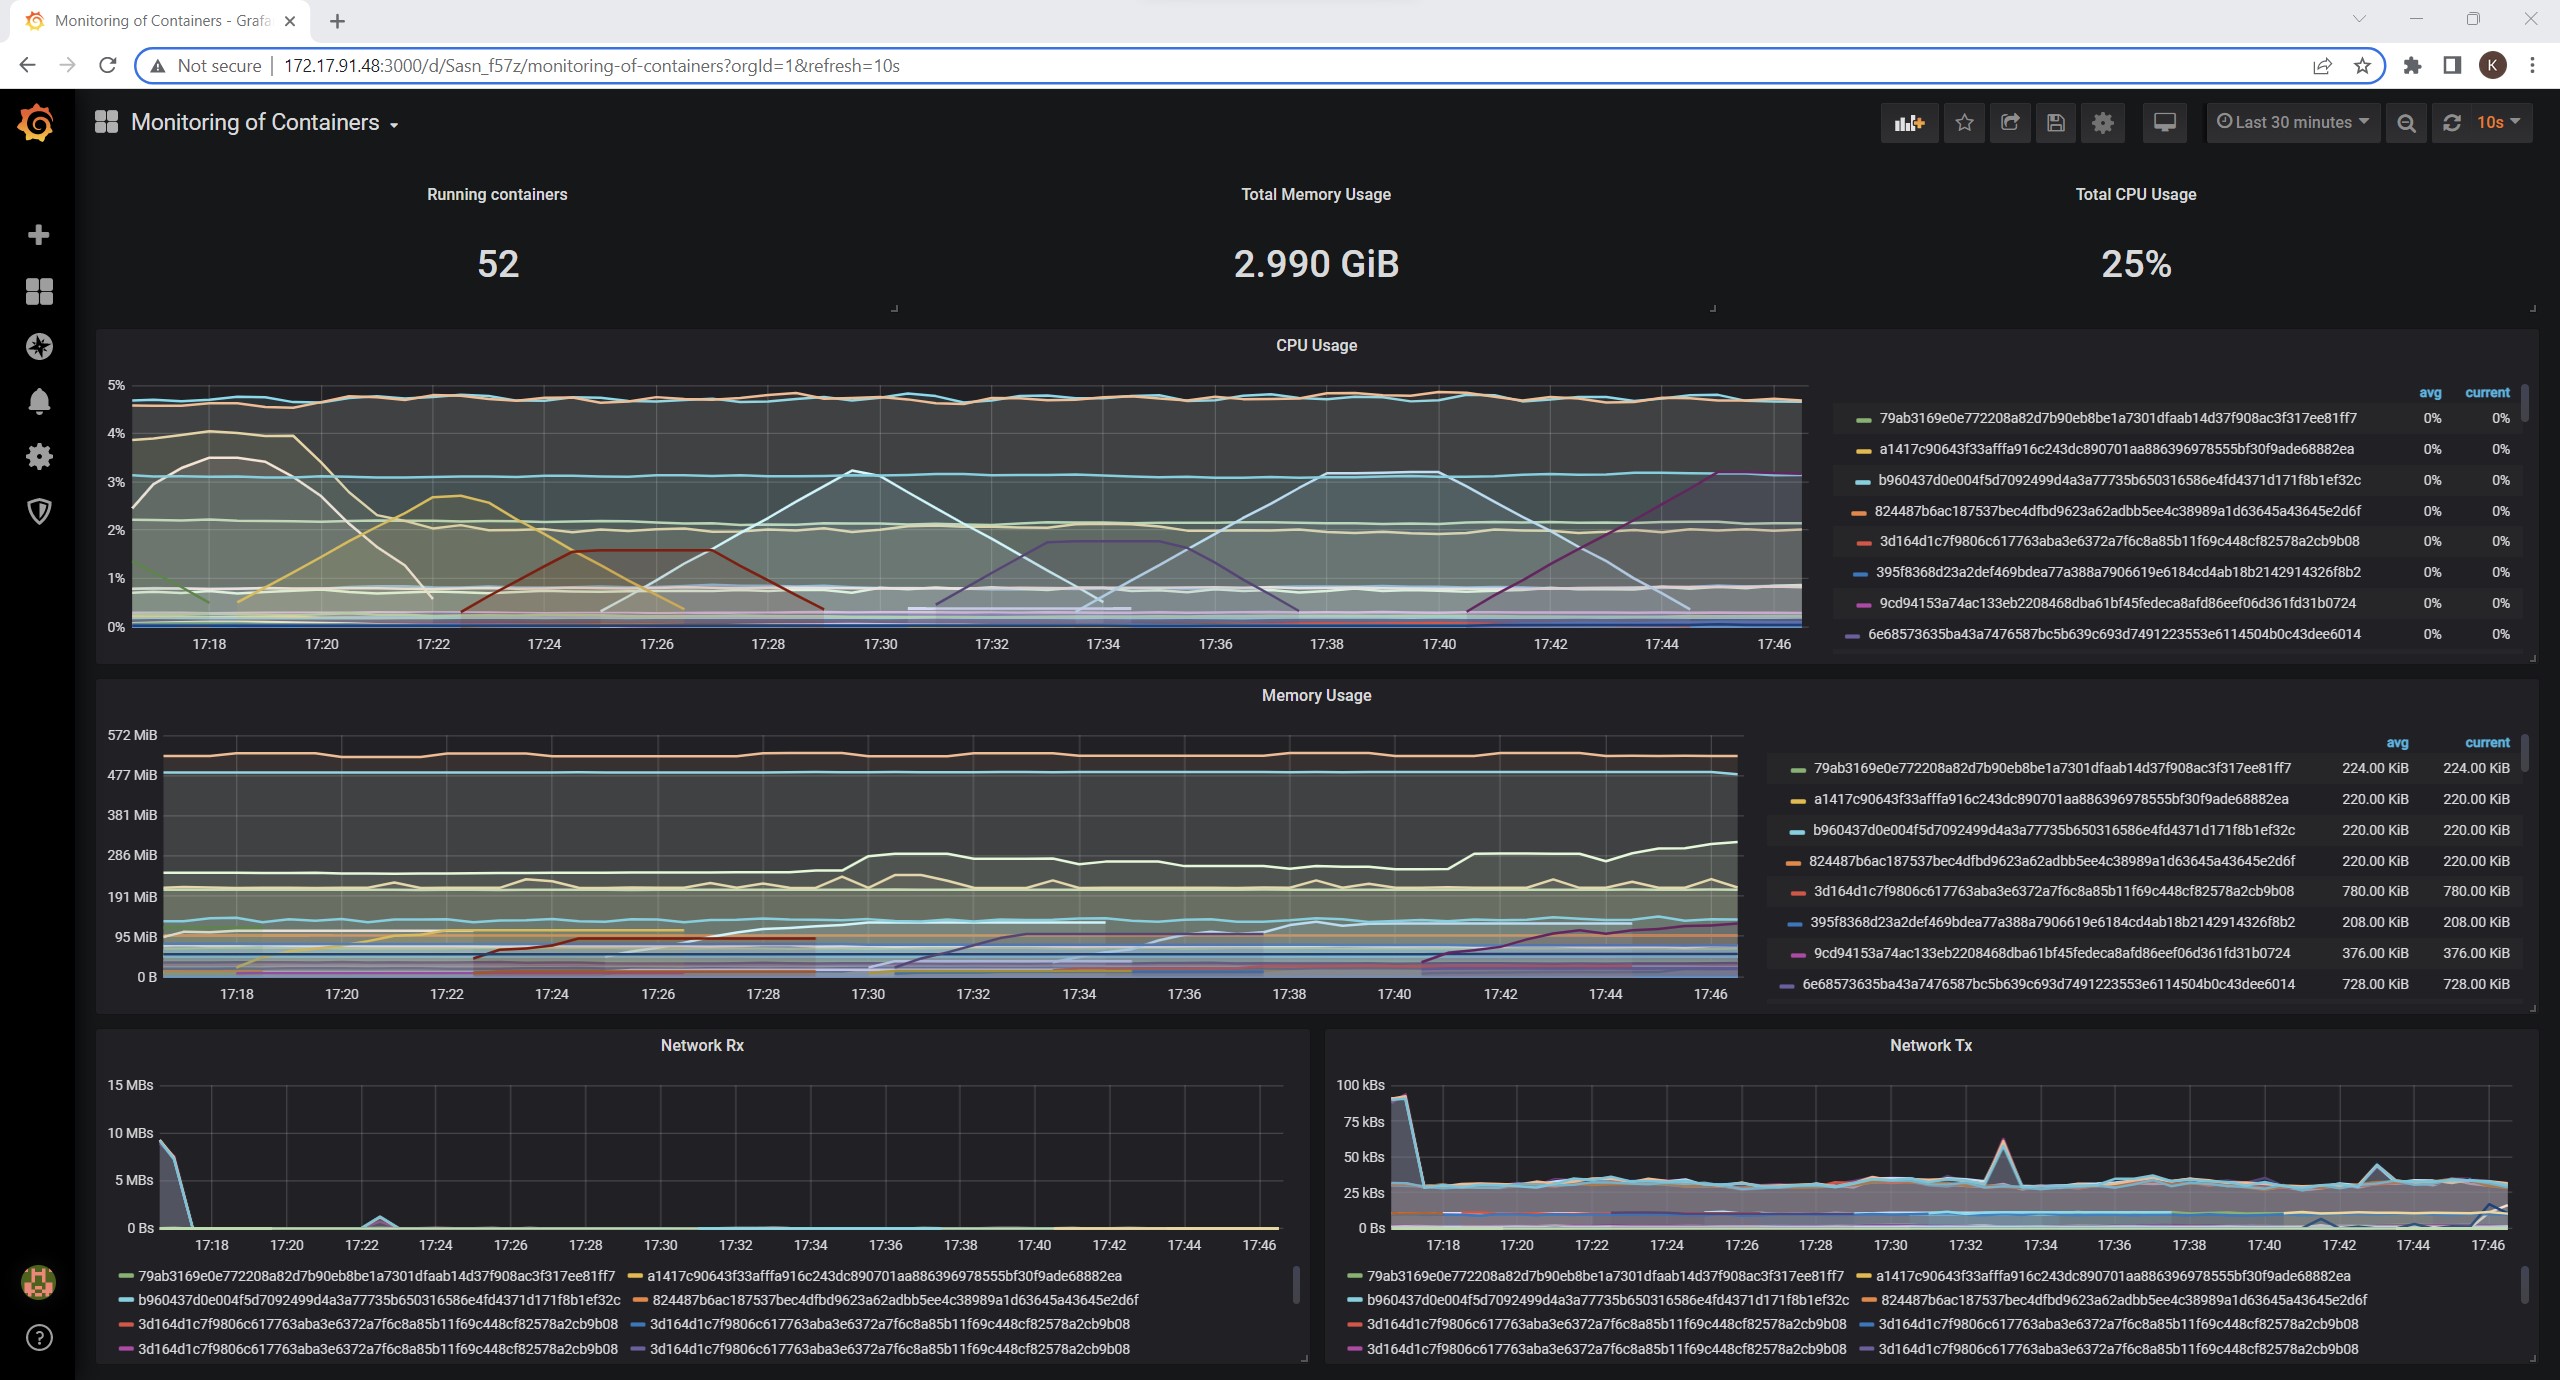 Monitoring of Containers - Grafa
Not secure
172.17.91.48:3000/d/Sasn_f57z/monitoring-of-containers?orgId=1&refresh=10s
K
Monitoring of Containers
Last 30 minutes
10s
Running containers
52
Total Memory Usage
2.990 GiB
Total CPU Usage
25%
CPU Usage
5%
4%
3%
2%
1%
0%
17:18 17:20 17:22 17:24 17:26 17:28 17:30 17:32 17:34 17:36 17:38 17:40 17:42 17:44 17:46
avg current
79ab3169e0e772208a82d7b90eb8be1a7301dfaab14d37f908ac3f317ee81ff7 0% 0%
a1417c90643f33afffa916c243dc890701aa886396978555bf30f9ade68882ea 0% 0%
b960437d0e004f5d7092499d4a3a77735b650316586e4fd4371d171f8b1ef32c 0% 0%
824487b6ac187537bec4dfbd9623a62adbb5ee4c38989a1d63645a43645e2d6f 0% 0%
3d164d1c7f9806c617763aba3e6372a7f6c8a85b11f69c448cf82578a2cb9b08 0% 0%
395f8368d23a2def469bdea77a388a7906619e6184cd4ab18b2142914326f8b2 0% 0%
9cd94153a74ac133eb2208468dba61bf45fedeca8afd86eef06d361fd31b0724 0% 0%
6e68573635ba43a7476587bc5b639c693d7491223553e6114504b0c43dee6014 0% 0%
Memory Usage
572 MiB
477 MiB
381 MiB
286 MiB
191 MiB
95 MiB
0 B
17:18 17:20 17:22 17:24 17:26 17:28 17:30 17:32 17:34 17:36 17:38 17:40 17:42 17:44 17:46
avg current
79ab3169e0e772208a82d7b90eb8be1a7301dfaab14d37f908ac3f317ee81ff7 224.00 KiB 224.00 KiB
a1417c90643f33afffa916c243dc890701aa886396978555bf30f9ade68882ea 220.00 KiB 220.00 KiB
b960437d0e004f5d7092499d4a3a77735b650316586e4fd4371d171f8b1ef32c 220.00 KiB 220.00 KiB
824487b6ac187537bec4dfbd9623a62adbb5ee4c38989a1d63645a43645e2d6f 220.00 KiB 220.00 KiB
3d164d1c7f9806c617763aba3e6372a7f6c8a85b11f69c448cf82578a2cb9b08 780.00 KiB 780.00 KiB
395f8368d23a2def469bdea77a388a7906619e6184cd4ab18b2142914326f8b2 208.00 KiB 208.00 KiB
9cd94153a74ac133eb2208468dba61bf45fedeca8afd86eef06d361fd31b0724 376.00 KiB 376.00 KiB
6e68573635ba43a7476587bc5b639c693d7491223553e6114504b0c43dee6014 728.00 KiB 728.00 KiB
Network Rx
15 MBs
10 MBs
5 MBs
0 Bs
17:18 17:20 17:22 17:24 17:26 17:28 17:30 17:32 17:34 17:36 17:38 17:40 17:42 17:44 17:46
79ab3169e0e772208a82d7b90eb8be1a7301dfaab14d37f908ac3f317ee81ff7 a1417c90643f33afffa916c243dc890701aa886396978555bf30f9ade68882ea
b960437d0e004f5d7092499d4a3a77735b650316586e4fd4371d171f8b1ef32c 824487b6ac187537bec4dfbd9623a62adbb5ee4c38989a1d63645a43645e2d6f
3d164d1c7f9806c617763aba3e6372a7f6c8a85b11f69c448cf82578a2cb9b08 3d164d1c7f9806c617763aba3e6372a7f6c8a85b11f69c448cf82578a2cb9b08
3d164d1c7f9806c617763aba3e6372a7f6c8a85b11f69c448cf82578a2cb9b08 3d164d1c7f9806c617763aba3e6372a7f6c8a85b11f69c448cf82578a2cb9b08
Network Tx
100 kBs
75 kBs
50 kBs
25 kBs
0 Bs
17:18 17:20 17:22 17:24 17:26 17:28 17:30 17:32 17:34 17:36 17:38 17:40 17:42 17:44 17:46
79ab3169e0e772208a82d7b90eb8be1a7301dfaab14d37f908ac3f317ee81ff7 a1417c90643f33afffa916c243dc890701aa886396978555bf30f9ade68882ea
b960437d0e004f5d7092499d4a3a77735b650316586e4fd4371d171f8b1ef32c 824487b6ac187537bec4dfbd9623a62adbb5ee4c38989a1d63645a43645e2d6f
3d164d1c7f9806c617763aba3e6372a7f6c8a85b11f69c448cf82578a2cb9b08 3d164d1c7f9806c617763aba3e6372a7f6c8a85b11f69c448cf82578a2cb9b08
3d164d1c7f9806c617763aba3e6372a7f6c8a85b11f69c448cf82578a2cb9b08 3d164d1c7f9806c617763aba3e6372a7f6c8a85b11f69c448cf82578a2cb9b08